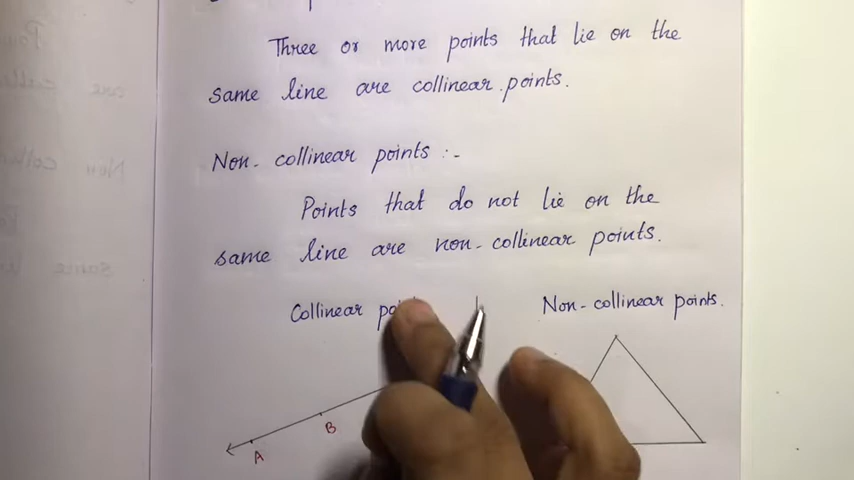 Three or more points that lie on the
same line are collinear points.
Non-collinear points :-
Points that do not lie on the
same line are non-collinear points.
Collinear
Non-collinear points.
A
B